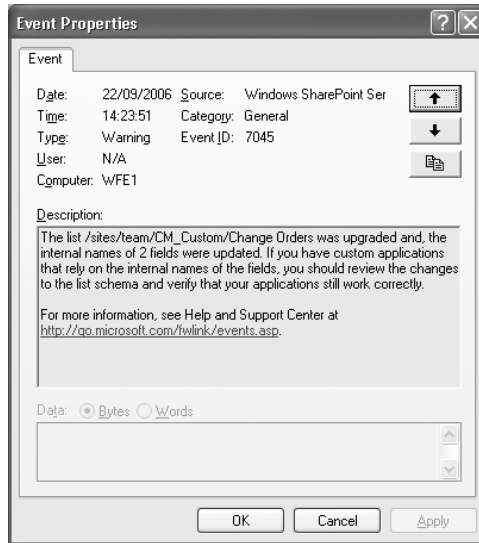 Event Properties
Event
Date: 22/09/2006 Source: Windows SharePoint Ser
Time: 14:23:51 Category: General
Type: Warning Event ID: 7045
User: N/A
Computer: WFE1
Description:
The list /sites/team/CM_Custom/Change Orders was upgraded and, the
internal names of 2 fields were updated. If you have custom applications
that rely on the internal names of the fields, you should review the changes
to the list schema and verify that your applications still work correctly.
For more information, see Help and Support Center at
http://go.microsoft.com/fwlink/events.asp.
Data: Bytes Words
OK Cancel Apply